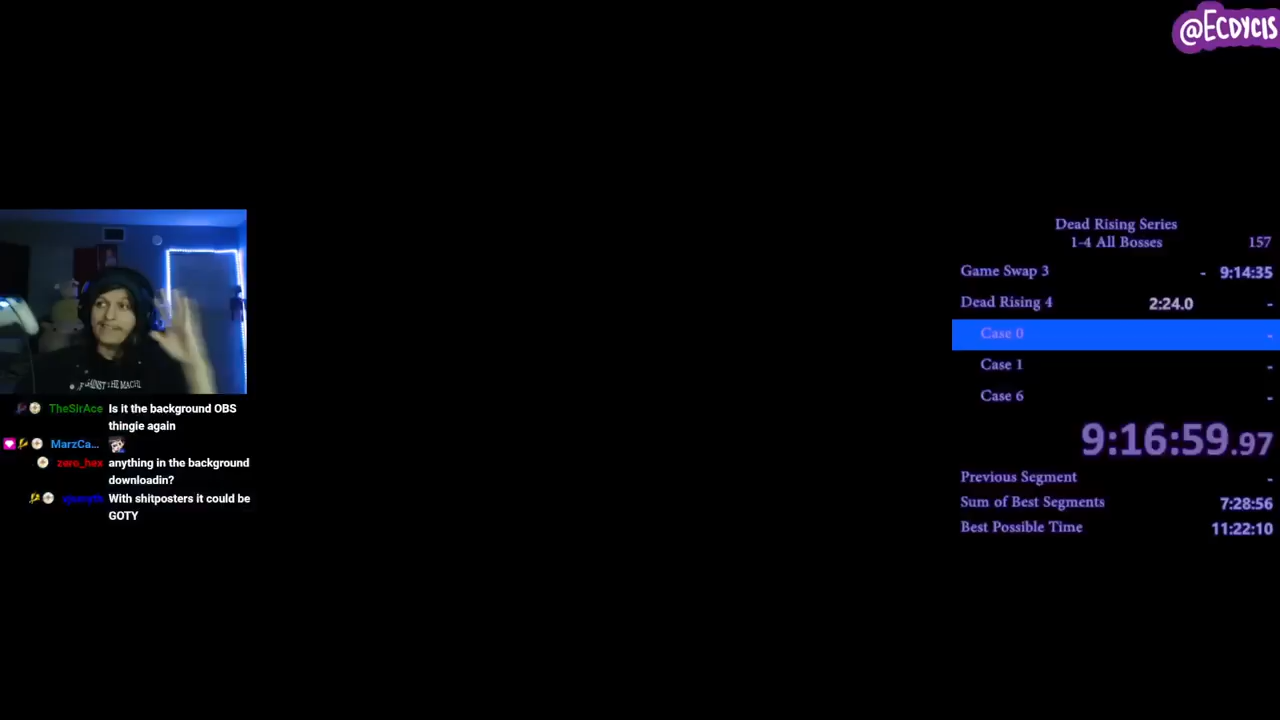 @ECDYCIS
Dead Rising Series
1-4 All Bosses 157
Game Swap 3 - 9:14:35
Dead Rising 4 2:24.0 -
Case 0 -
Case 1 -
Case 6 -
9:16:59.97
Previous Segment -
Sum of Best Segments 7:28:56
Best Possible Time 11:22:10
TheSirAce Is it the background OBS
thingie again
MarzCa...
zwo_hex anything in the background
downloadin?
With shitposters it could be
GOTY